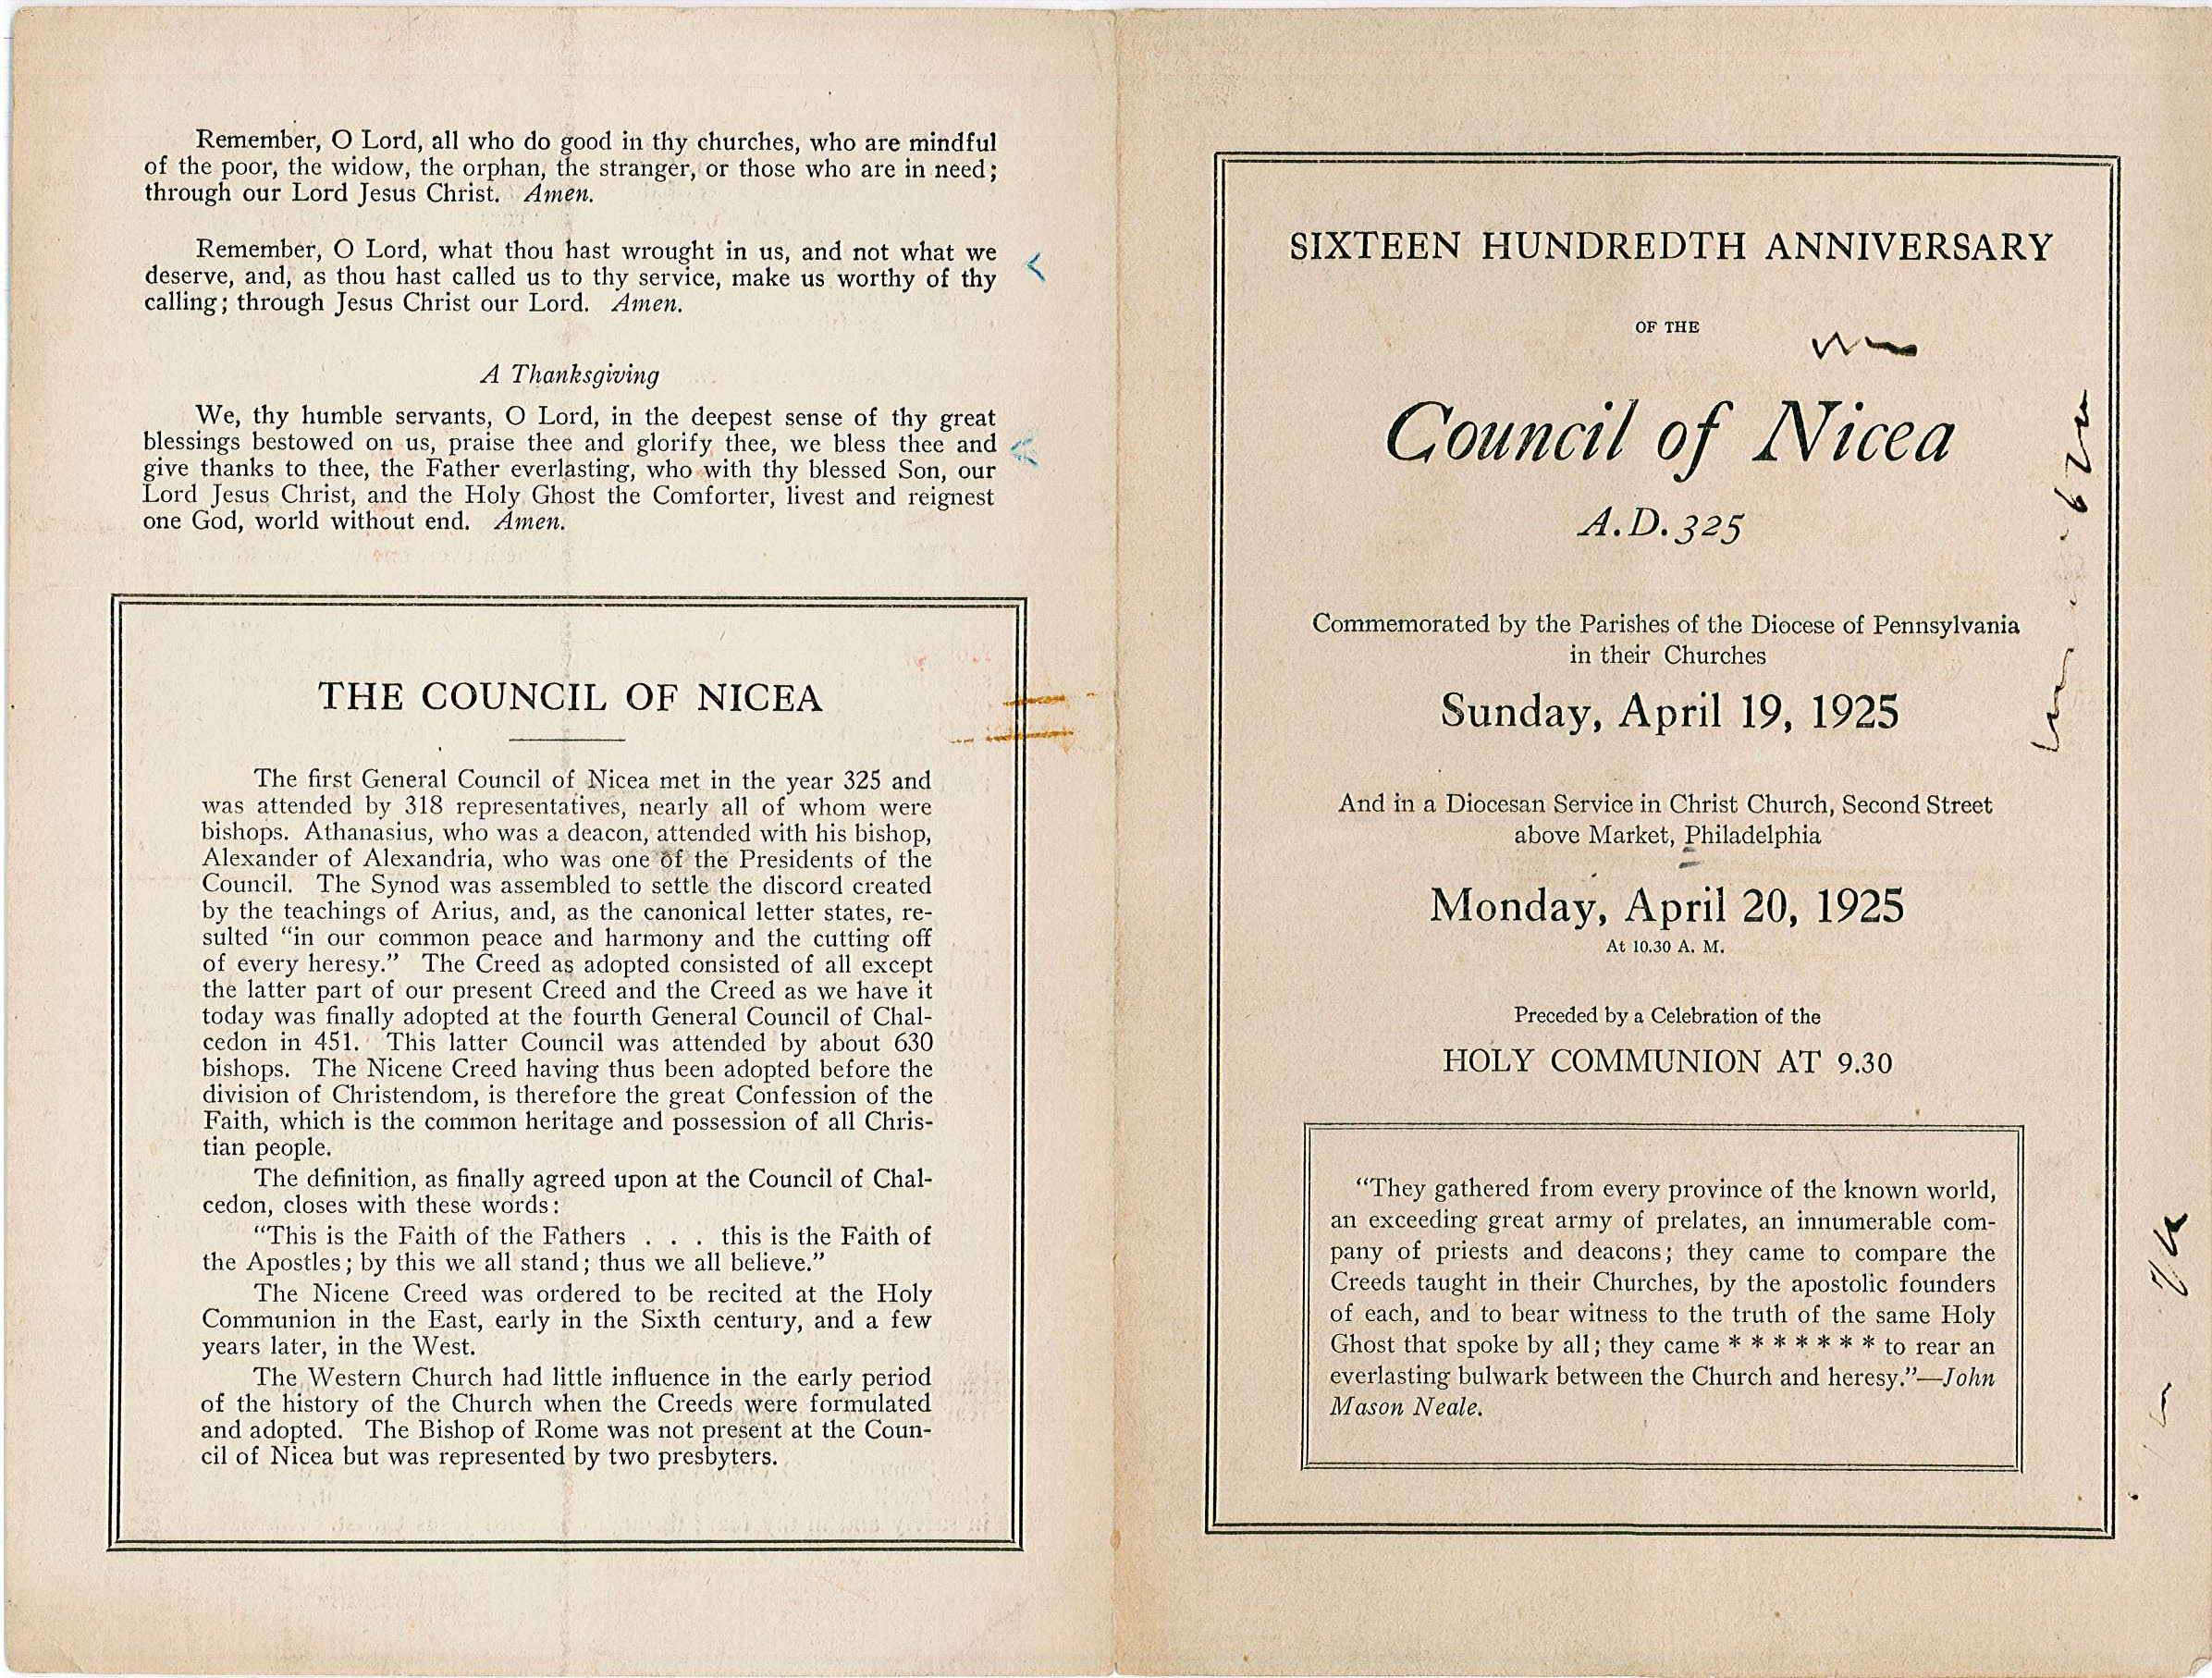 Remember, O Lord, all who do good in thy churches, who are mindful
of the poor, the widow, the orphan, the stranger, or those who are in need;
through our Lord Jesus Christ. Amen.
Remember, O Lord, what thou hast wrought in us, and not what we
deserve, and, as thou hast called us to thy service, make us worthy of thy
calling; through Jesus Christ our Lord. Amen.
A Thanksgiving
We, thy humble servants, O Lord, in the deepest sense of thy great
blessings bestowed on us, praise thee and glorify thee, we bless thee and
give thanks to thee, the Father everlasting, who with thy blessed Son, our
Lord Jesus Christ, and the Holy Ghost the Comforter, livest and reignest
one God, world without end. Amen.
THE COUNCIL OF NICEA
The first General Council of Nicea met in the year 325 and
was attended by 318 representatives, nearly all of whom were
bishops. Athanasius, who was a deacon, attended with his bishop,
Alexander of Alexandria, who was one of the Presidents of the
Council. The Synod was assembled to settle the discord created
by the teachings of Arius, and, as the canonical letter states, re-
sulted “in our common peace and harmony and the cutting off
of every heresy.” The Creed as adopted consisted of all except
the latter part of our present Creed and the Creed as we have it
today was finally adopted at the fourth General Council of Chal-
cedon in 451. This latter Council was attended by about 630
bishops. The Nicene Creed having thus been adopted before the
division of Christendom, is therefore the great Confession of the
Faith, which is the common heritage and possession of all Chris-
tian people.
The definition, as finally agreed upon at the Council of Chal-
cedon, closes with these words:
“This is the Faith of the Fathers . . . this is the Faith of
the Apostles; by this we all stand; thus we all believe.”
The Nicene Creed was ordered to be recited at the Holy
Communion in the East, early in the Sixth century, and a few
years later, in the West.
The Western Church had little influence in the early period
of the history of the Church when the Creeds were formulated
and adopted. The Bishop of Rome was not present at the Coun-
cil of Nicea but was represented by two presbyters.
SIXTEEN HUNDREDTH ANNIVERSARY
OF THE
Council of Nicea
A.D. 325
Commemorated by the Parishes of the Diocese of Pennsylvania
in their Churches
Sunday, April 19, 1925
And in a Diocesan Service in Christ Church, Second Street
above Market, Philadelphia
Monday, April 20, 1925
At 10.30 A. M.
Preceded by a Celebration of the
HOLY COMMUNION AT 9.30
“They gathered from every province of the known world,
an exceeding great army of prelates, an innumerable com-
pany of priests and deacons; they came to compare the
Creeds taught in their Churches, by the apostolic founders
of each, and to bear witness to the truth of the same Holy
Ghost that spoke by all; they came * * * * * * * to rear an
everlasting bulwark between the Church and heresy.”—John
Mason Neale.